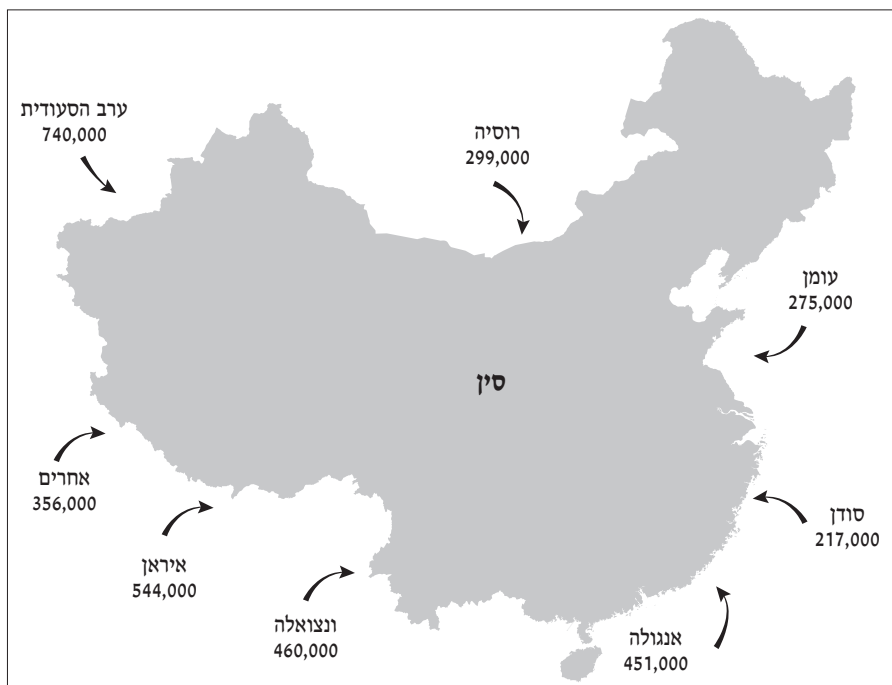 ערב הסעודית
740,000
רוסיה
299,000
עומן
275,000
סין
אחרים
356,000
סודן
217,000
איראן
544,000
ונצואלה
460,000
אנגולה
451,000